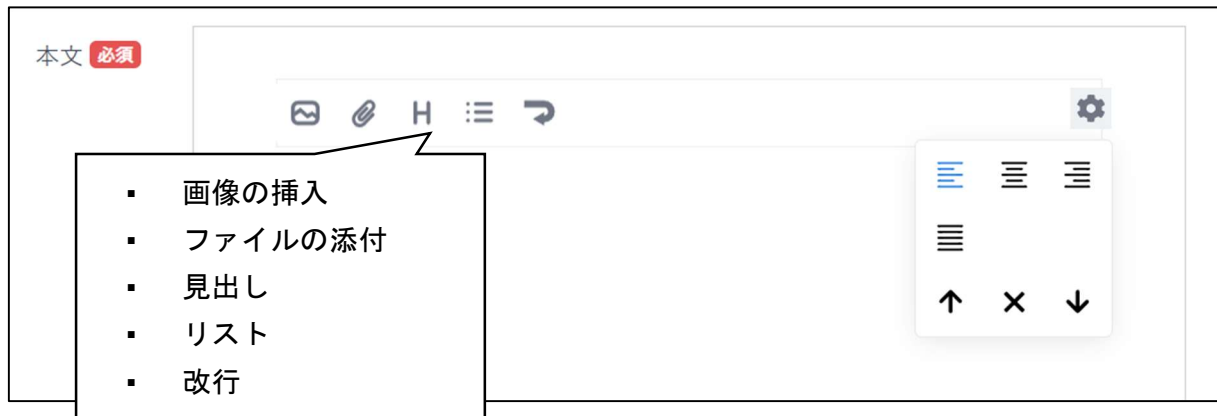 本文 必須
H
▪ 画像の挿入
▪ ファイルの添付
▪ 見出し
▪ リスト
▪ 改行